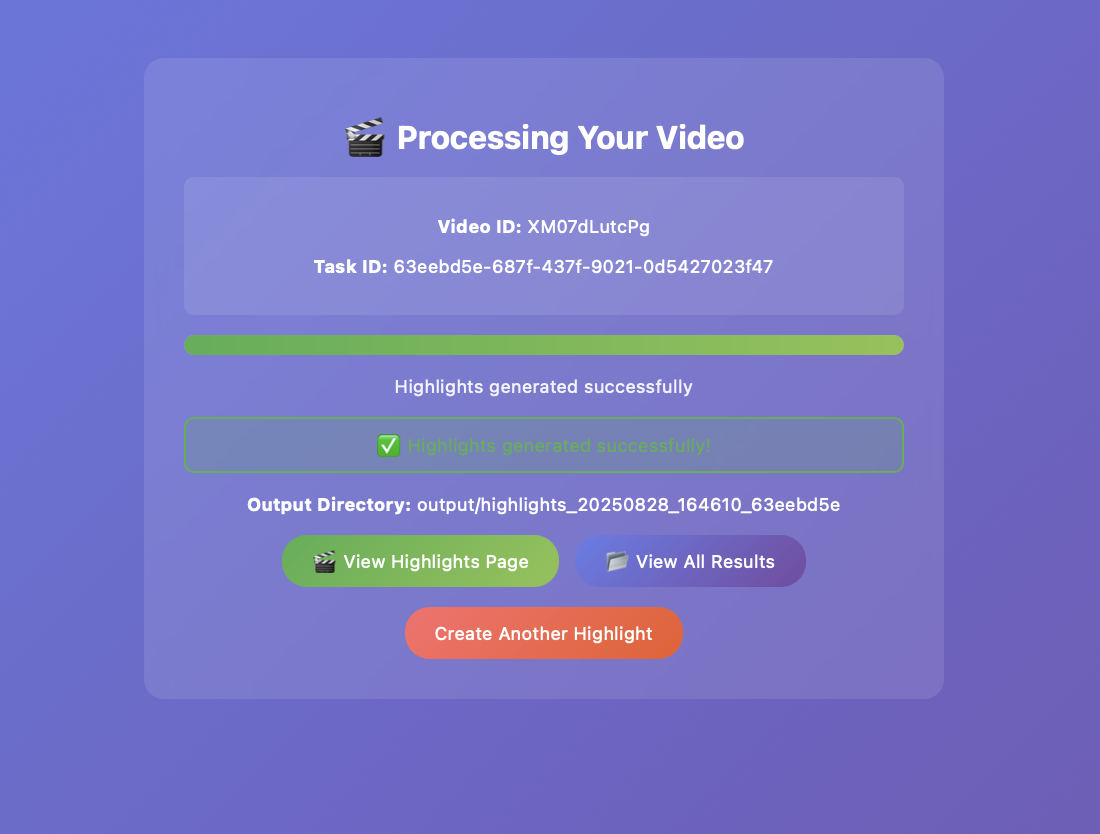 🎬 Processing Your Video
Video ID: XM07dLutcPg
Task ID: 63eebd5e-687f-437f-9021-0d5427023f47
Highlights generated successfully
✅ Highlights generated successfully!
Output Directory: output/highlights_20250828_164610_63eebd5e
🎬 View Highlights Page
📁 View All Results
Create Another Highlight